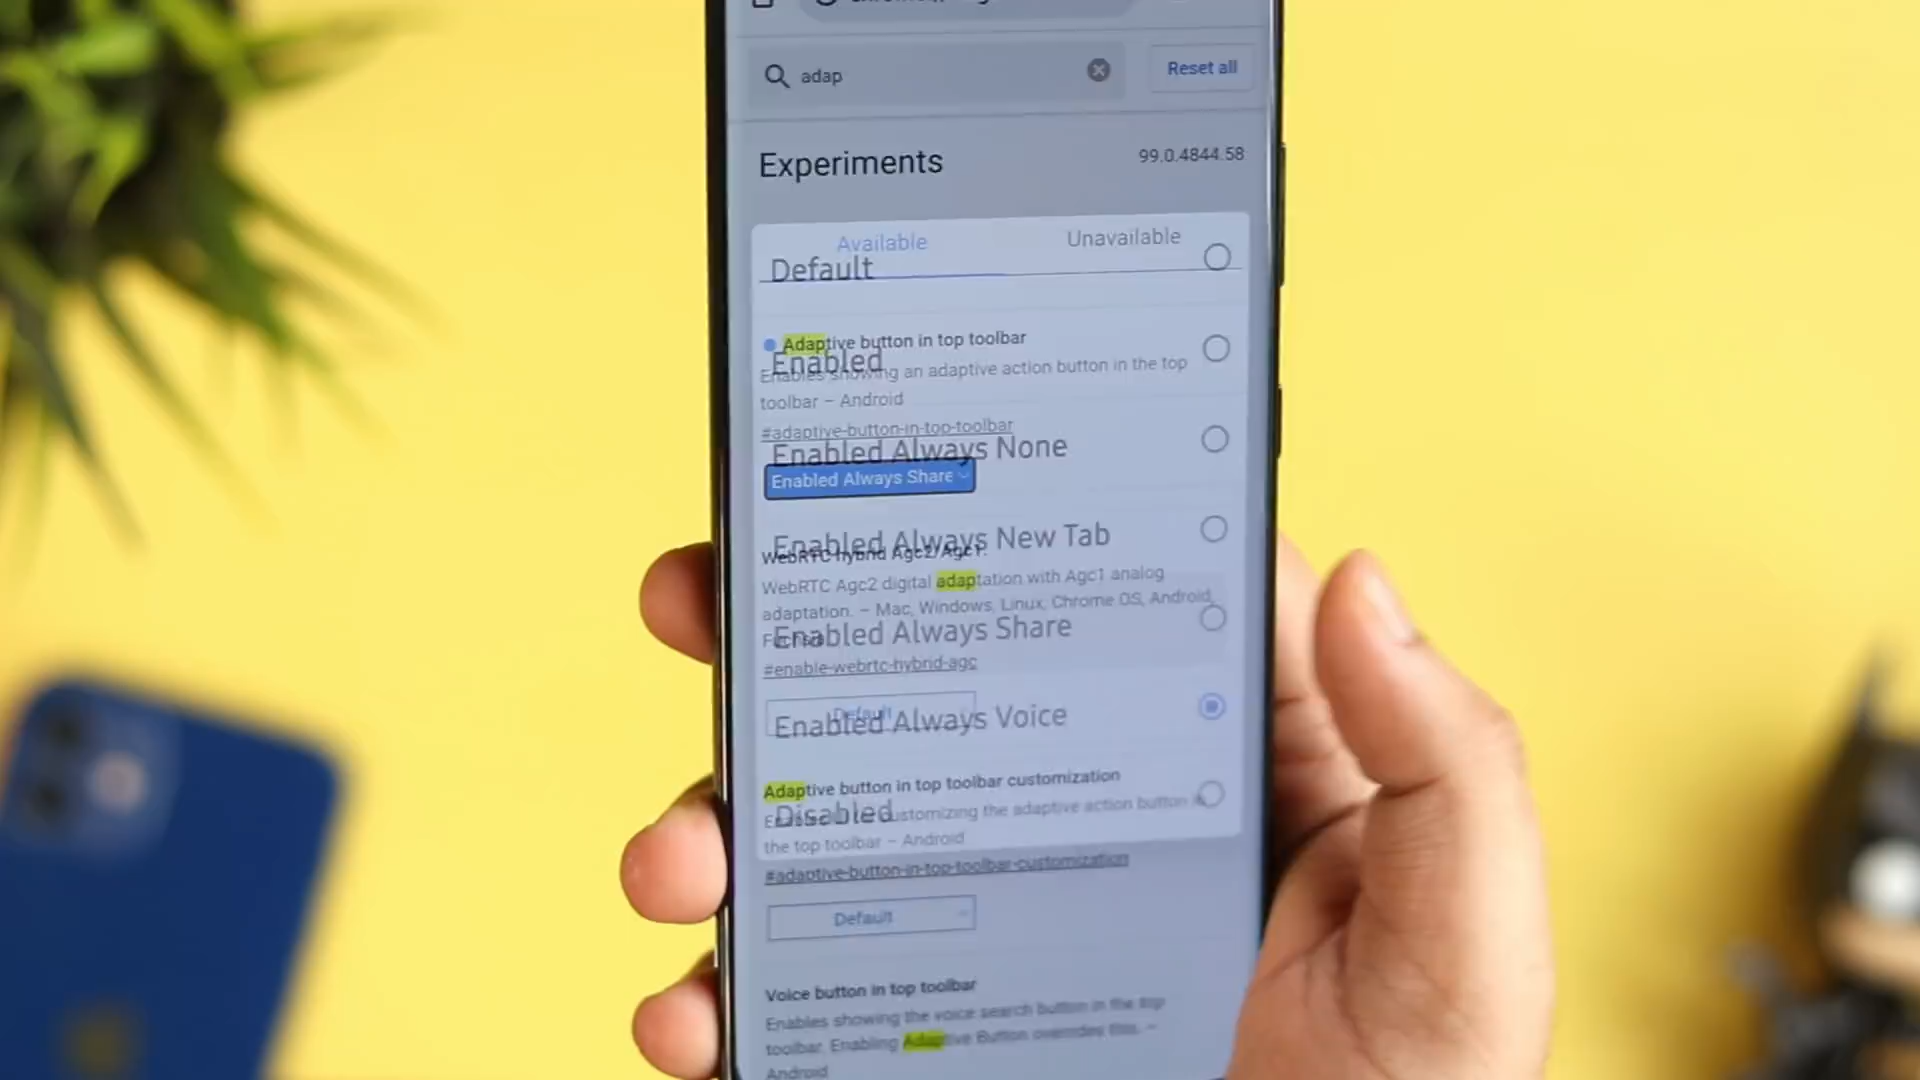 adap
Reset all
Experiments
99.0.4844.58
Available
Unavailable
Default
Adaptive button in top toolbar
Enabled
Enables showing an adaptive action button in the top
toolbar – Android
#adaptive-button-in-top-toolbar
Enabled Always None
Enabled Always Share
Enabled Always New Tab
WebRTC hybrid Agc2/Agc1.
WebRTC Agc2 digital adaptation with Agc1 analog
adaptation. – Mac, Windows, Linux, Chrome OS, Android,
Enabled Always Share
#enable-webrtc-hybrid-agc
Default
Enabled Always Voice
Adaptive button in top toolbar customization
Disabled
customizing the adaptive action button
the top toolbar – Android
#adaptive-button-in-top-toolbar-customization
Default
Voice button in top toolbar
Enables showing the voice search button in the top
toolbar. Enabling Adaptive Button overrides this. –
Android